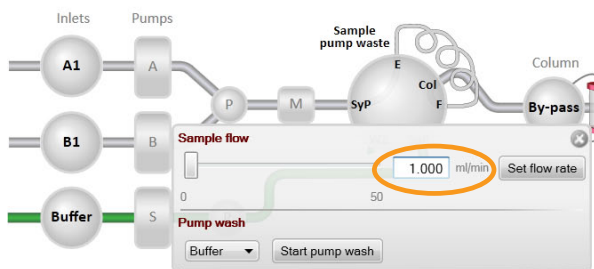 Inlets
Pumps
Sample
pump waste
E
Column
A1
A
Col
P
M
SyP
F
By-pass
B1
B
Sample flow
1.000
ml/min
Set flow rate
0
50
Buffer
S
Pump wash
Buffer
Start pump wash